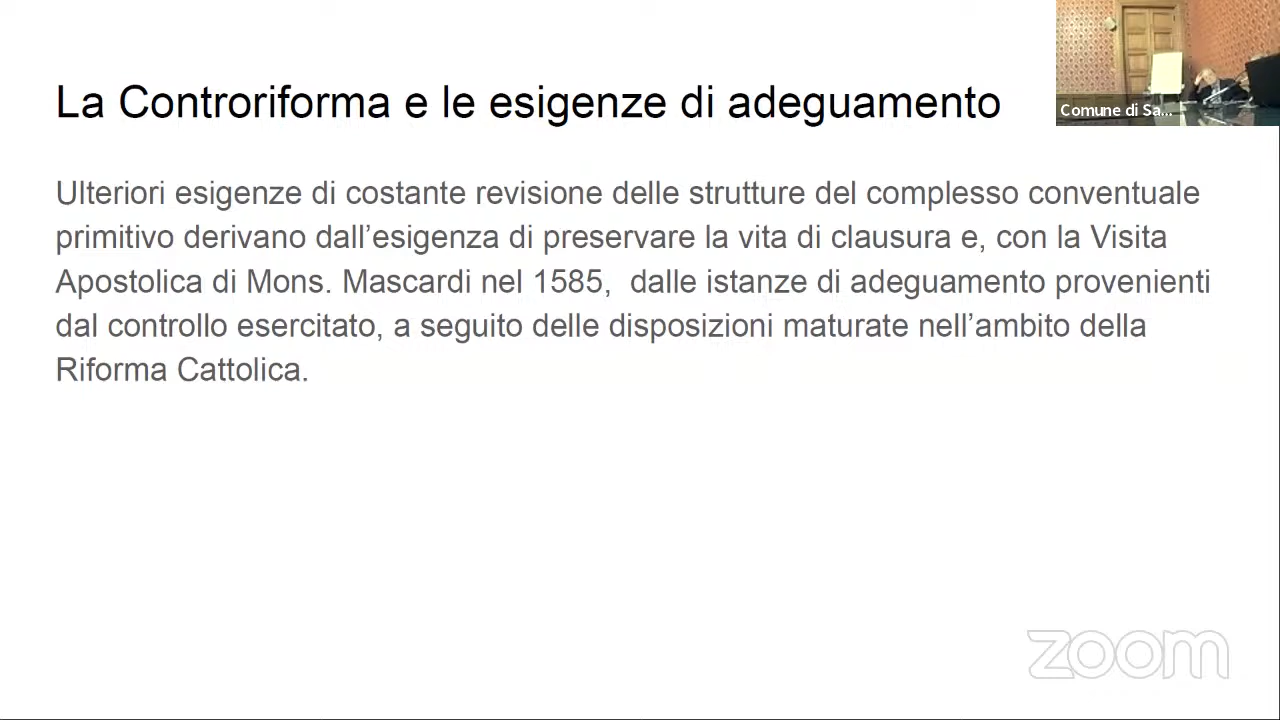 La Controriforma e le esigenze di adeguamento
Comune di Sa...
Ulteriori esigenze di costante revisione delle strutture del complesso conventuale
primitivo derivano dall’esigenza di preservare la vita di clausura e, con la Visita
Apostolica di Mons. Mascardi nel 1585,  dalle istanze di adeguamento provenienti
dal controllo esercitato, a seguito delle disposizioni maturate nell’ambito della
Riforma Cattolica.
zoom